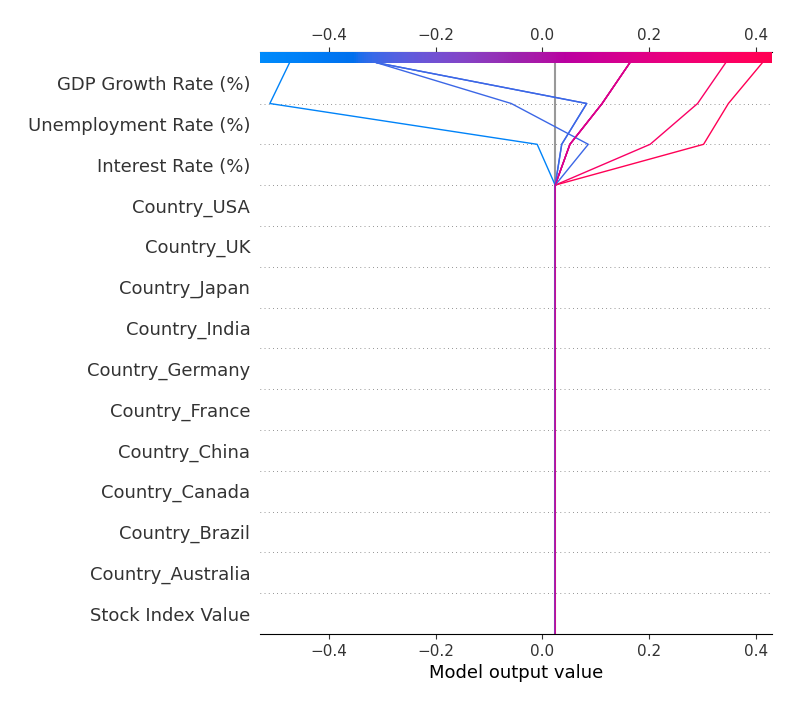 −0.4 −0.2 0.0 0.2 0.4
GDP Growth Rate (%)
Unemployment Rate (%)
Interest Rate (%)
Country_USA
Country_UK
Country_Japan
Country_India
Country_Germany
Country_France
Country_China
Country_Canada
Country_Brazil
Country_Australia
Stock Index Value
−0.4 −0.2 0.0 0.2 0.4
Model output value